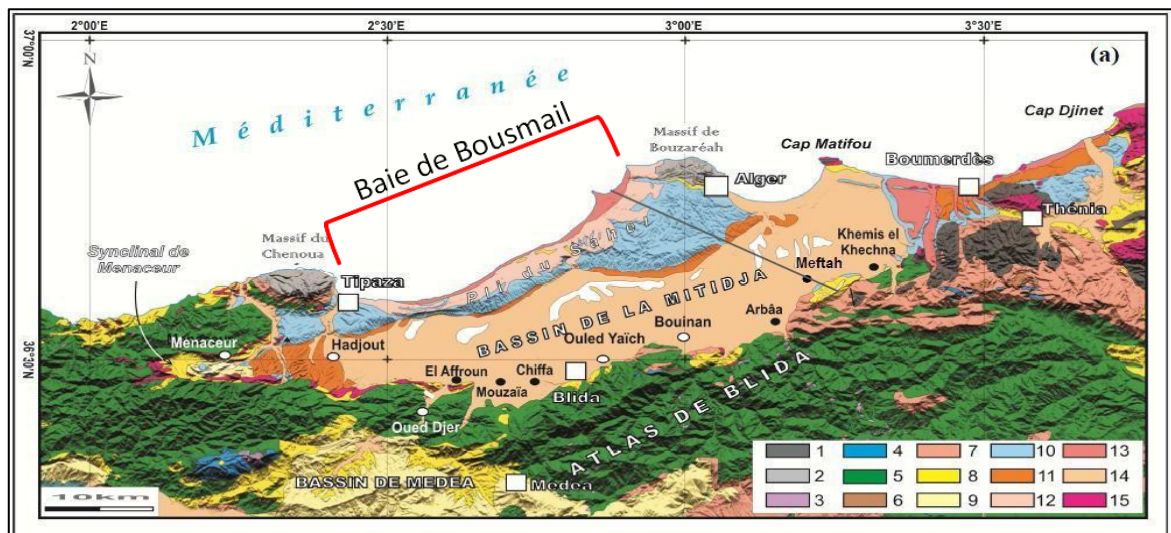 2°00'E 2°30'E 3°00'E 3°30'E
37°00'N
(a)
N
Méditerranée
Baie de Bousmail
Massif de
Bouzaréah
Cap Matifou
Cap Djinet
Boumerdès
Alger
Thénia
Massif du
Chenoua
Tipaza
Synclinal de
Menaceur
Pli du Sahel
Khemis el
Khechna
Meftah
BASSIN DE LA MITIDJA
Menaceur
Hadjout
Arbâa
Bouinan
Ouled Yaïch
36°30'N
El Affroun
Chiffa
Mouzaïa
Blida
Oued Djer
ATLAS DE BLIDA
BASSIN DE MEDEA
Medea
10km
1 4 7 10 13
2 5 8 11 14
3 6 9 12 15